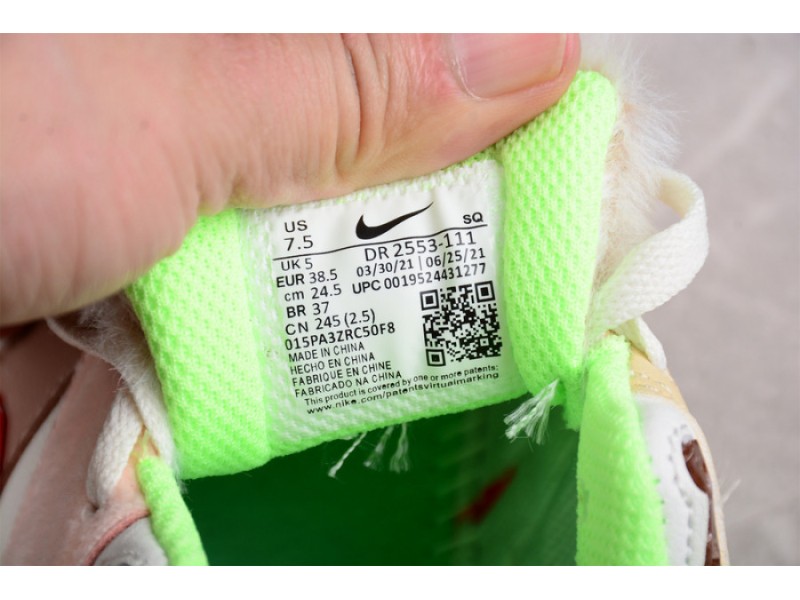 US
7.5
SQ
UK 5
DR 2553-111
EUR 38.5
03/30/21 | 06/25/21
cm 24.5
UPC 0019524431277
BR 37
CN 245 (2.5)
015PA3ZRC50F8
MADE IN CHINA
HECHO EN CHINA
FABRIQUE EN CHINE
FABRICADO NA CHINA
This product is covered by one or more patents:
www.nike.com/patentsvirtualmarking